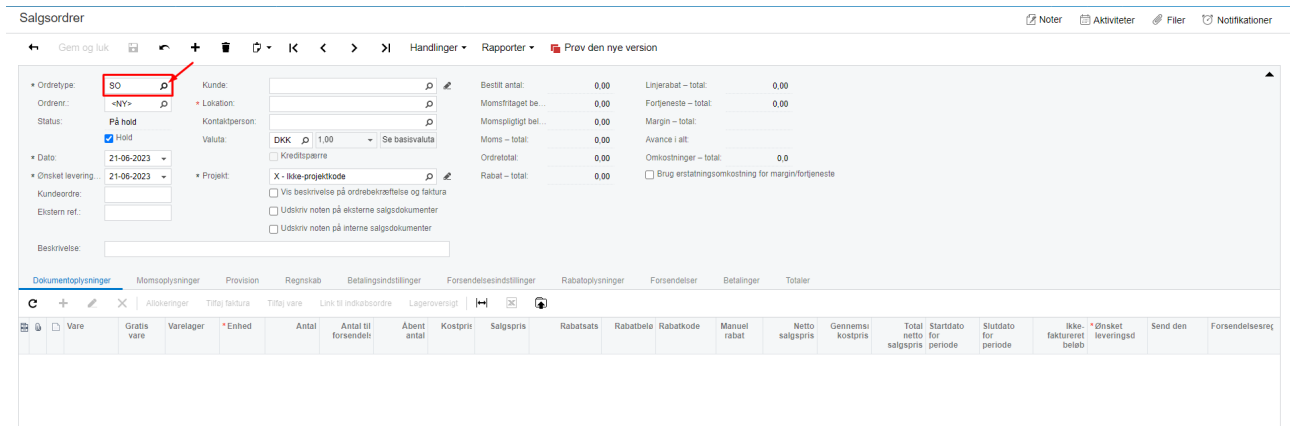 Salgsordrer
Noter Aktiviteter Filer Notifikationer
Gem og luk Handlinger Rapporter Prøv den nye version
* Ordretype: SO Kunde: Bestilt antal: 0,00 Linjerabat – total: 0,00
Ordrenr.: <NY> * Lokation: Momsfritaget be... 0,00 Fortjeneste – total: 0,00
Status: På hold Kontaktperson: Momspligtigt bel... 0,00 Margin – total:
Hold Valuta: DKK 1,00 Se basisvaluta Moms – total: 0,00 Avance i alt:
* Dato: 21-06-2023 Kreditspærre Ordretotal: 0,00 Omkostninger – total: 0,0
* Ønsket levering... 21-06-2023 * Projekt: X - Ikke-projektkode Rabat – total: 0,00 Brug erstatningsomkostning for margin/fortjeneste
Kundeordre: Vis beskrivelse på ordrebekræftelse og faktura
Ekstern ref.: Udskriv noten på eksterne salgsdokumenter
Udskriv noten på interne salgsdokumenter
Beskrivelse:
Dokumentoplysninger Momsoplysninger Provision Regnskab Betalingsindstillinger Forsendelsesindstillinger Rabatoplysninger Forsendelser Betalinger Totaler
Allokeringer Tilføj faktura Tilføj vare Link til indkøbsordre Lageroversigt
Vare Gratis Varelager * Enhed Antal Antal til Åbent Kostpris Salgspris Rabatsats Rabatbelø Rabatkode Manuel Netto Gennemsı Total Startdato Slutdato Ikke- * Ønsket Send den Forsendelsesreg
vare forsendels antal rabat salgspris kostpris netto for for faktureret leveringsd
salgspris periode periode beløb